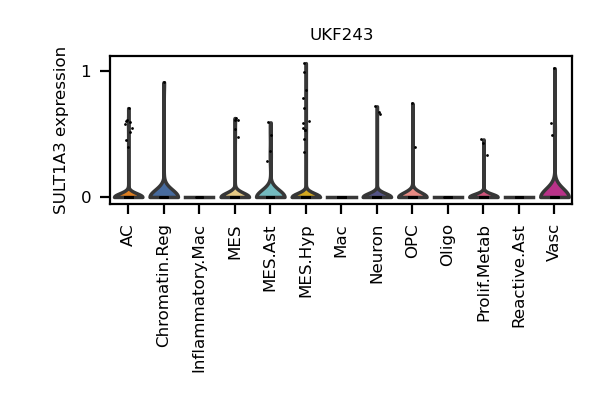 UKF243
SULT1A3 expression
1
0
AC
Chromatin.Reg
Inflammatory.Mac
MES
MES.Ast
MES.Hyp
Mac
Neuron
OPC
Oligo
Prolif.Metab
Reactive.Ast
Vasc